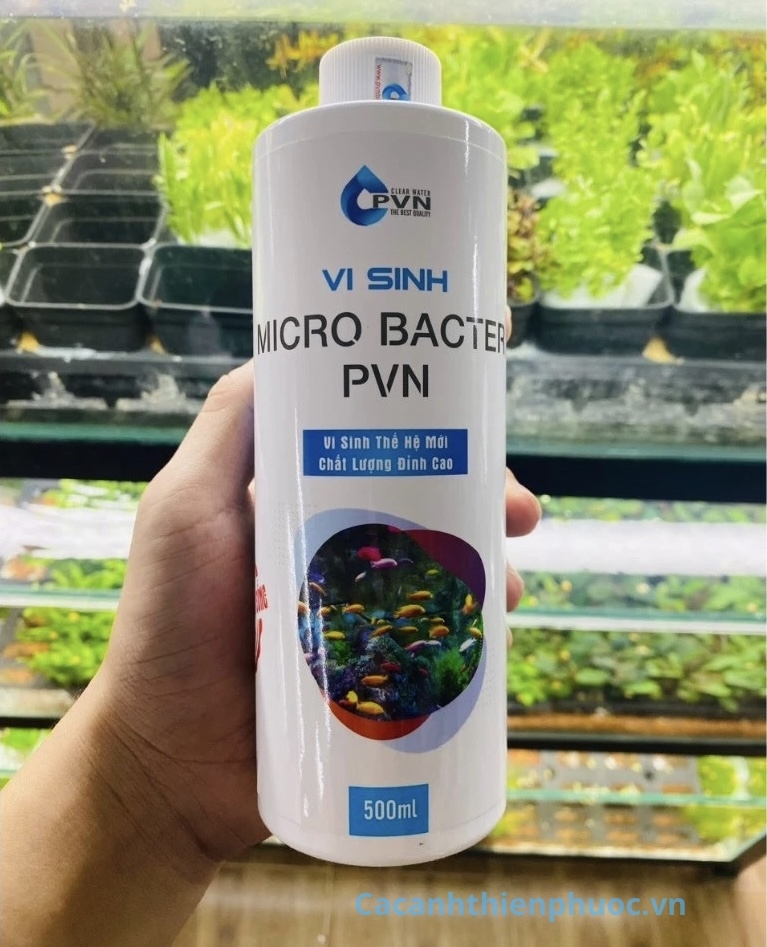 CLEAR WATER
PVN
THE BEST QUALITY
VI SINH
MICRO BACTER
PVN
Vi Sinh Thế Hệ Mới
Chất Lượng Đỉnh Cao
500ml
Cacanhthienphuoc.vn